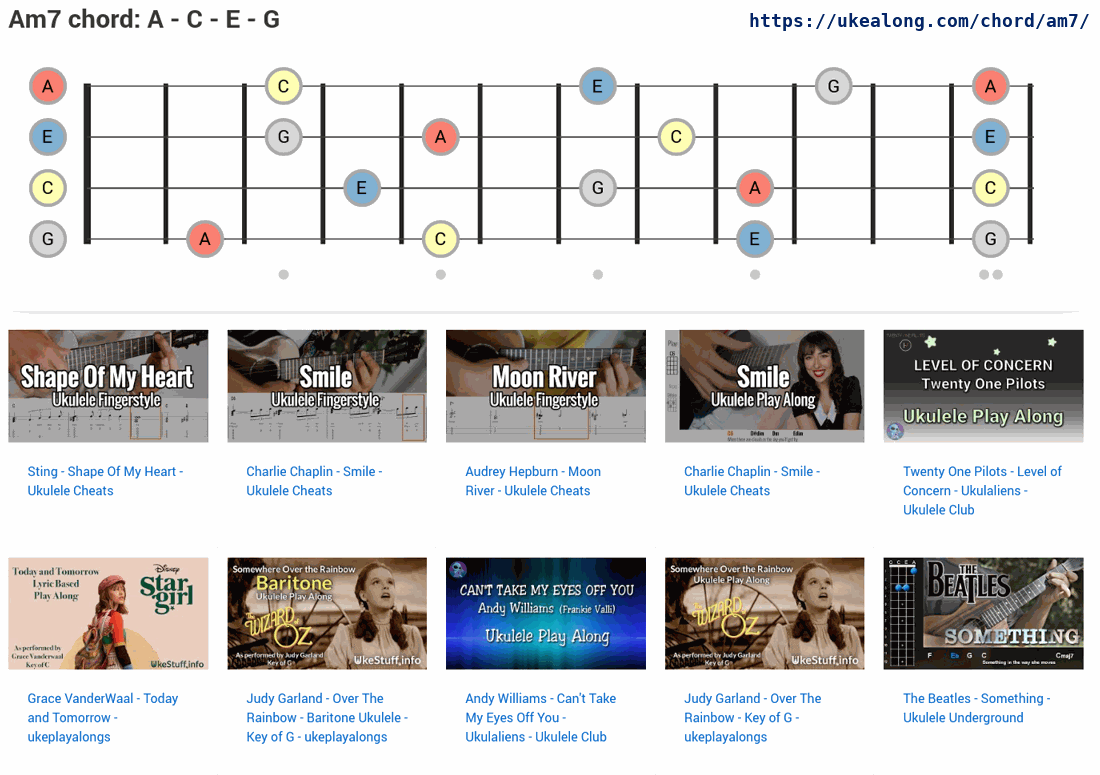 Am7 chord: A - C - E - G
https://ukealong.com/chord/am7/
A C E G A
E G A C E
C E G A C
G A C E G
Shape Of My Heart
Ukulele Fingerstyle
Smile
Ukulele Fingerstyle
Moon River
Ukulele Fingerstyle
Smile
Ukulele Play Along
LEVEL OF CONCERN
Twenty One Pilots
Ukulele Play Along
Sting - Shape Of My Heart -
Ukulele Cheats
Charlie Chaplin - Smile -
Ukulele Cheats
Audrey Hepburn - Moon
River - Ukulele Cheats
Charlie Chaplin - Smile -
Ukulele Cheats
Twenty One Pilots - Level of
Concern - Ukulaliens -
Ukulele Club
Today and Tomorrow
Lyric Based
Play Along
Disney
Star
girl
As performed by
Grace Vanderwaal
Key of C
UkeStuff.info
Somewhere Over the Rainbow
Baritone
Ukulele Play Along
THE WIZARD
OF OZ
As performed by Judy Garland
Key of G
UkeStuff.info
CAN'T TAKE MY EYES OFF YOU
Andy Williams (Frankie Valli)
Ukulele Play Along
Somewhere Over the Rainbow
Ukulele Play Along
THE WIZARD
OF OZ
As performed by Judy Garland
Key of G
UkeStuff.info
G C E A
THE
BEATLES
SOMETHING
F Eb G C Cmaj7
Something in the way she moves
Grace VanderWaal - Today
and Tomorrow -
ukeplayalongs
Judy Garland - Over The
Rainbow - Baritone Ukulele -
Key of G - ukeplayalongs
Andy Williams - Can't Take
My Eyes Off You -
Ukulaliens - Ukulele Club
Judy Garland - Over The
Rainbow - Key of G -
ukeplayalongs
The Beatles - Something -
Ukulele Underground